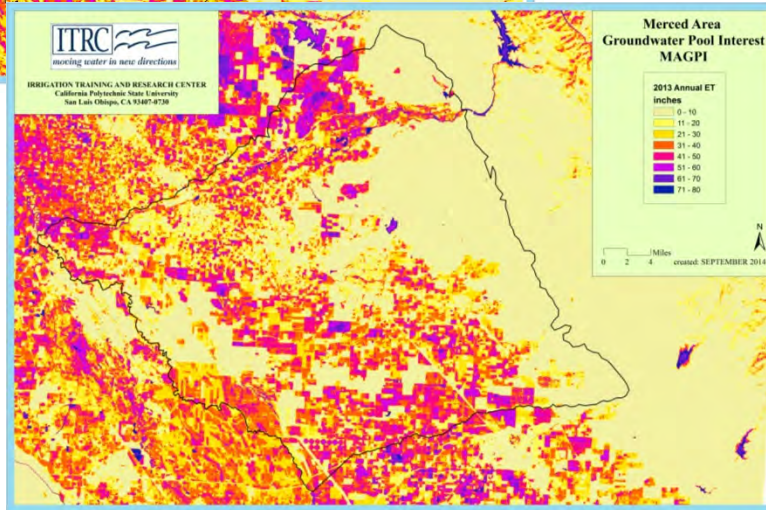 ITRC
moving water in new directions
IRRIGATION TRAINING AND RESEARCH CENTER
California Polytechnic State University
San Luis Obispo, CA 93407-0730
Merced Area
Groundwater Pool Interest
MAGPI
2013 Annual ET
inches
0 - 10
11 - 20
21 - 30
31 - 40
41 - 50
51 - 60
61 - 70
71 - 80
N
Miles
0 2 4
created: SEPTEMBER 2014